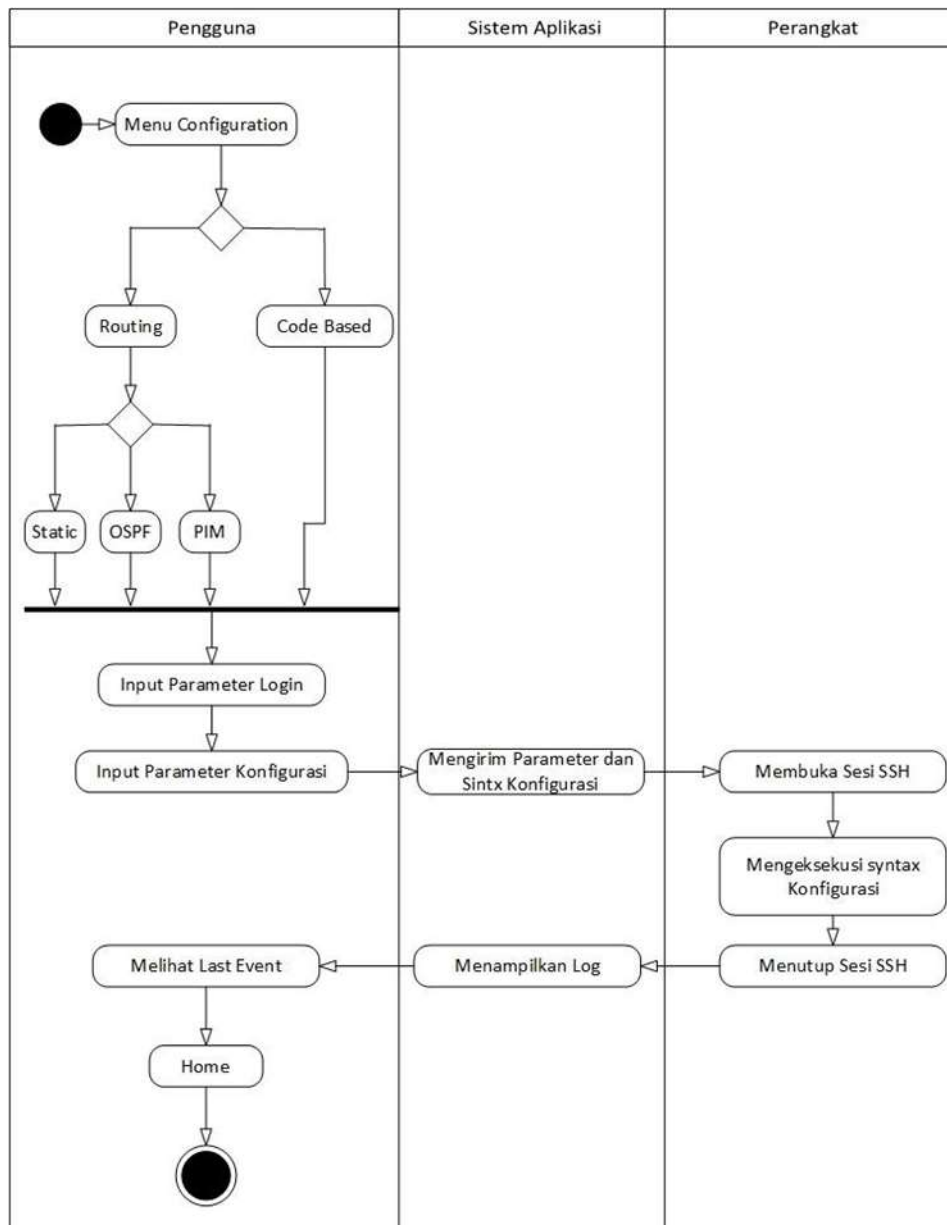 Pengguna
Sistem Aplikasi
Perangkat
Menu Configuration
Routing
Code Based
Static
OSPF
PIM
Input Parameter Login
Input Parameter Konfigurasi
Mengirim Parameter dan
Sintx Konfigurasi
Membuka Sesi SSH
Mengeksekusi syntax
Konfigurasi
Menutup Sesi SSH
Menampilkan Log
Melihat Last Event
Home